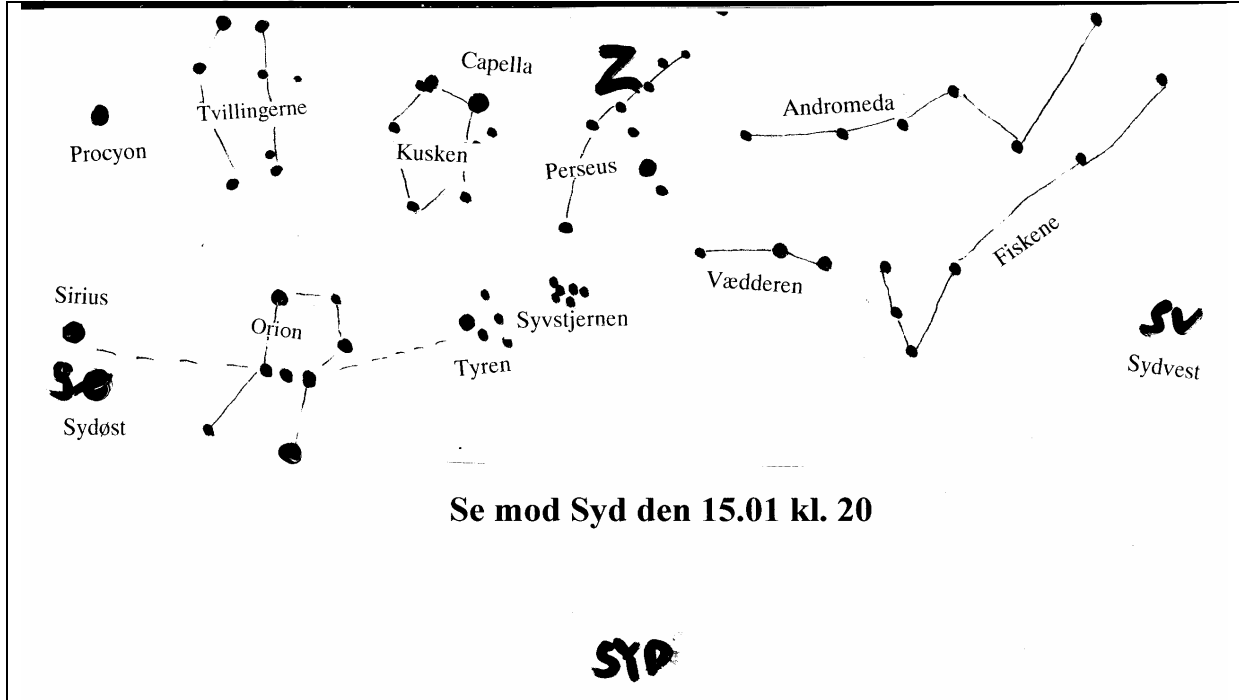 Capella
Z
Tvillingerne
Andromeda
Procyon
Kusken
Perseus
Fiskene
Vædderen
Sirius
Orion
Syvstjernen
SV
Tyren
Sydvest
SØ
Sydøst
Se mod Syd den 15.01 kl. 20
SYD